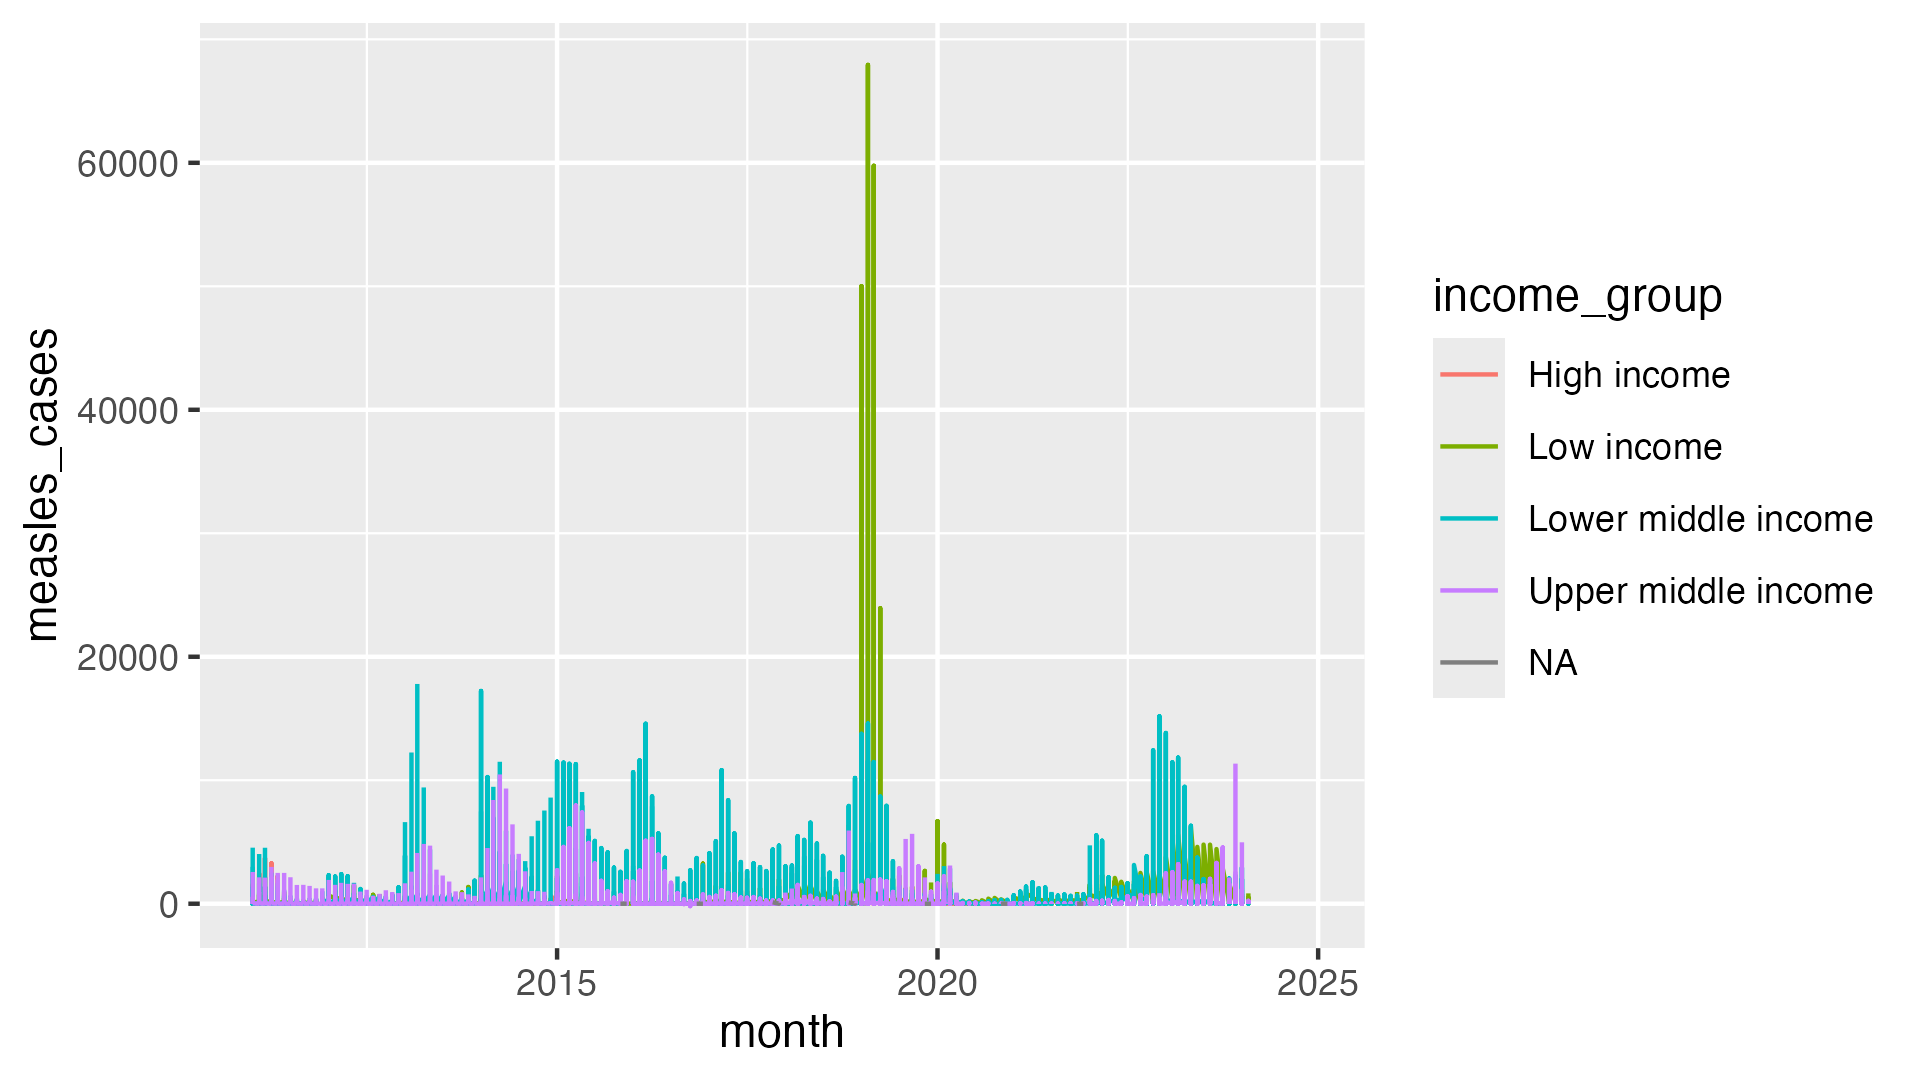 60000
40000
20000
0
measles_cases
2015
2020
2025
month
income_group
High income
Low income
Lower middle income
Upper middle income
NA